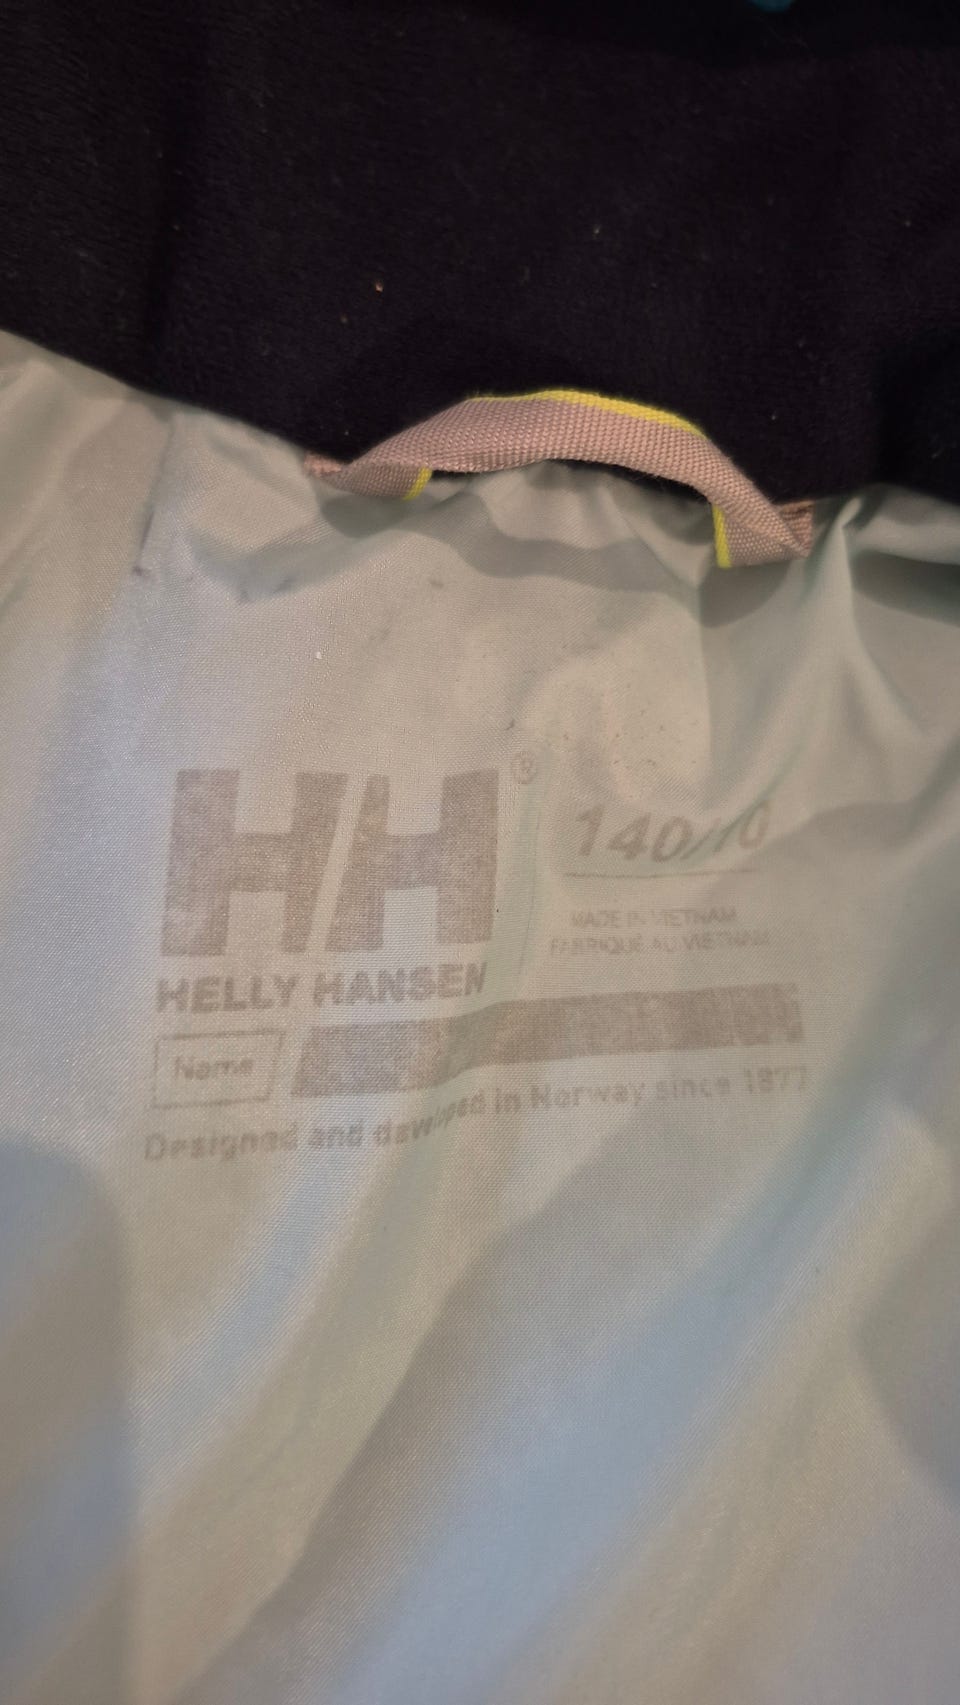 HH®
HELLY HANSEN
140/10
MADE IN VIETNAM
FABRIQUÉ AU VIETNAM
Name
Designed and developed in Norway since 1877